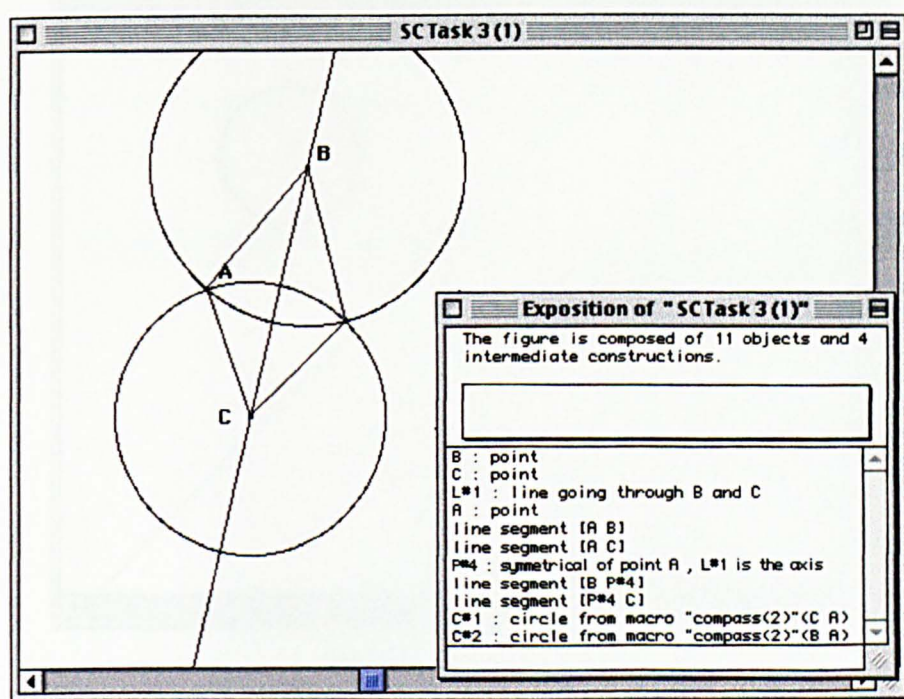 SCTask 3 (1)
B
A
C
Exposition of "SCTask 3 (1)"
The figure is composed of 11 objects and 4
intermediate constructions.
B : point
C : point
L#1 : line going through B and C
A : point
line segment [A B]
line segment [A C]
P#4 : symmetrical of point A , L#1 is the axis
line segment [B P#4]
line segment [P#4 C]
C#1 : circle from macro "compass(2)"(C A)
C#2 : circle from macro "compass(2)"(B A)